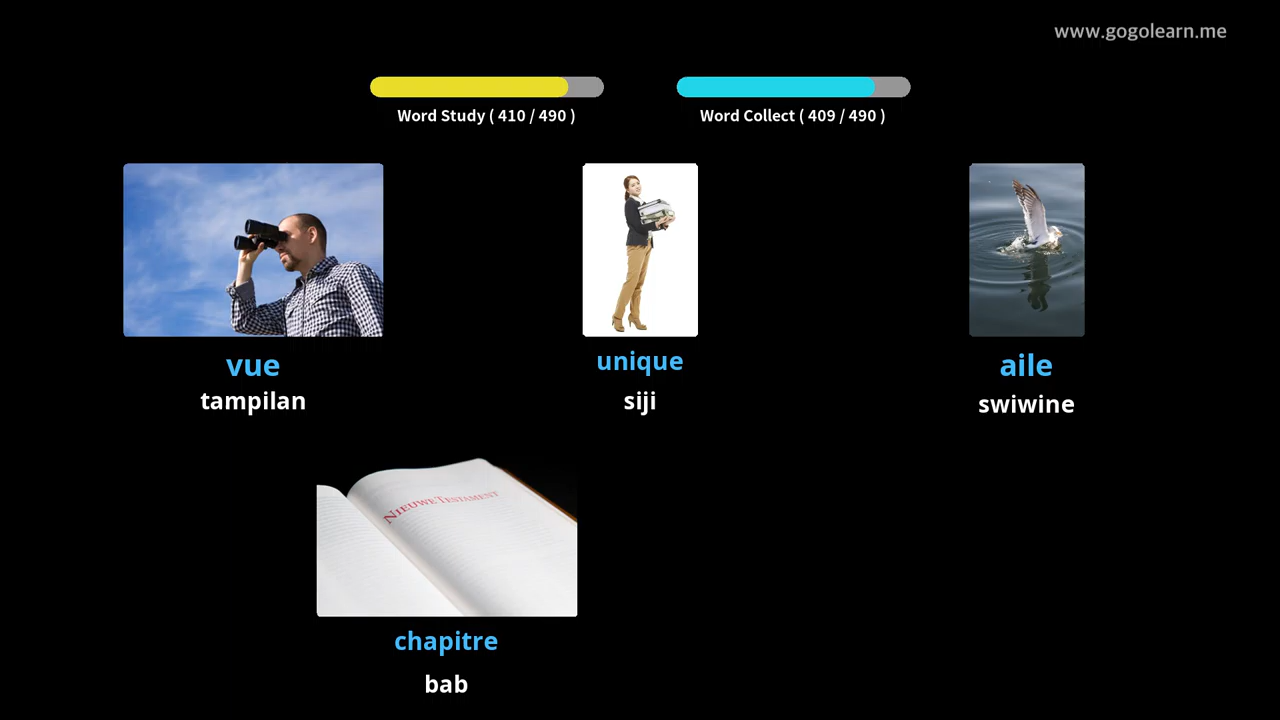 www.gogolearn.me
Word Study ( 410 / 490 )
Word Collect ( 409 / 490 )
vue
tampilan
unique
siji
aile
swiwine
NIEUWE TESTAMENT
chapitre
bab